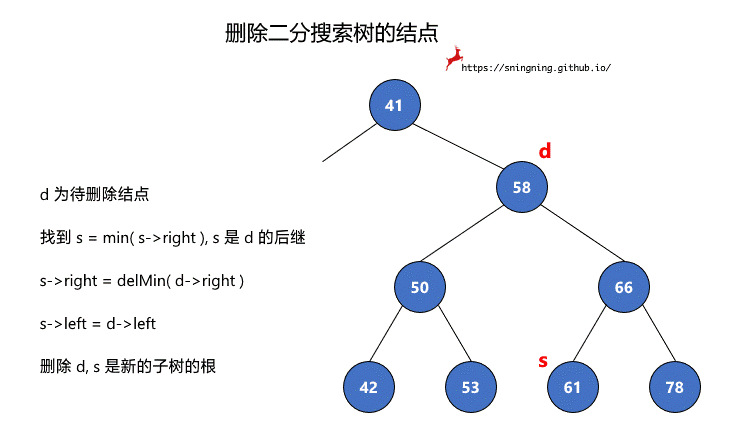 删除二分搜索树的结点
https://sningning.github.io/
41
d
58
d 为待删除结点
找到 s = min( s->right ), s 是 d 的后继
s->right = delMin( d->right )
50
66
s->left = d->left
删除 d, s 是新的子树的根
s
42
53
61
78